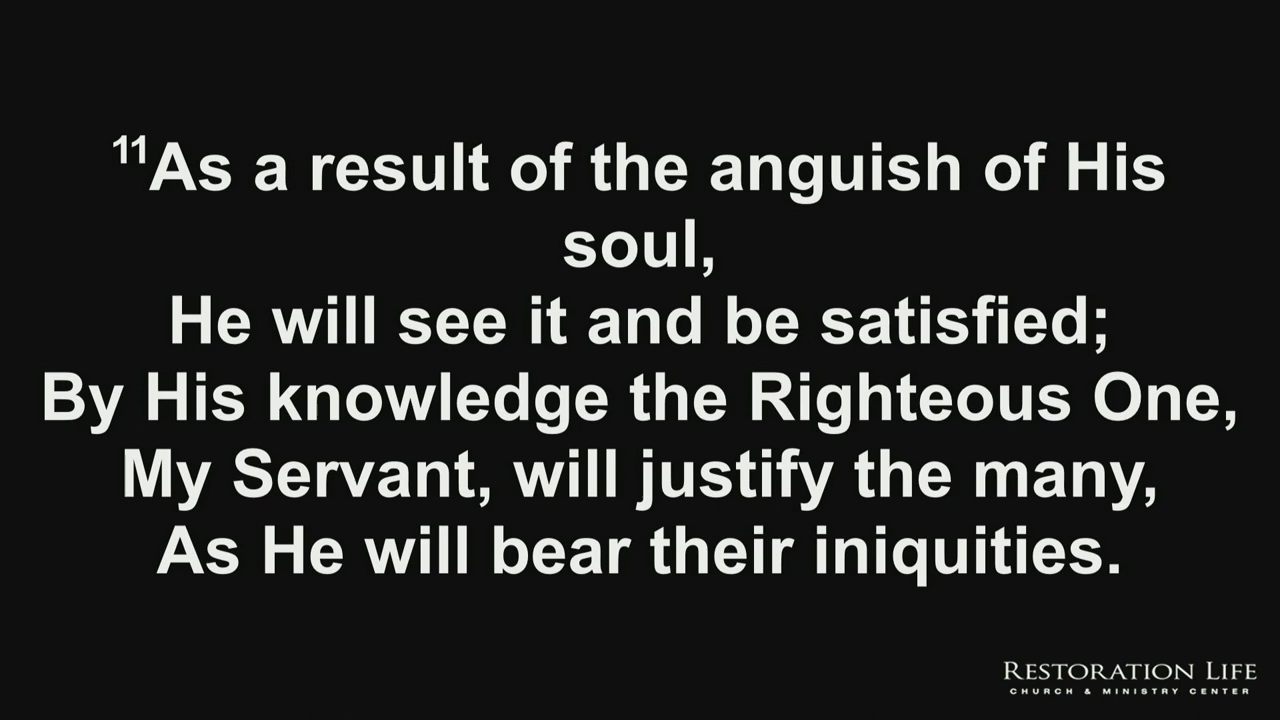 11As a result of the anguish of His
soul,
He will see it and be satisfied;
By His knowledge the Righteous One,
My Servant, will justify the many,
As He will bear their iniquities.
RESTORATION LIFE
CHURCH & MINISTRY CENTER